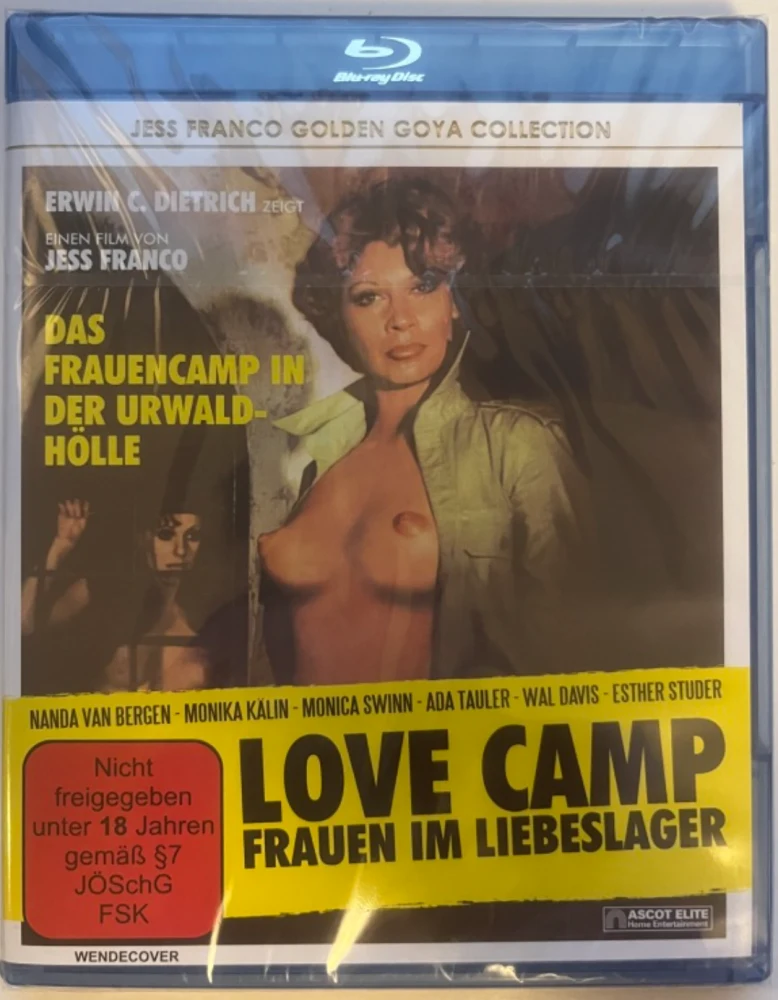 Blu-ray Disc
JESS FRANCO GOLDEN GOYA COLLECTION
ERWIN C. DIETRICH ZEIGT
EINEN FILM VON
JESS FRANCO
DAS
FRAUENCAMP IN
DER URWALD-
HÖLLE
NANDA VAN BERGEN - MONIKA KÄLIN - MONICA SWINN - ADA TAULER - WAL DAVIS - ESTHER STUDER
LOVE CAMP
FRAUEN IM LIEBESLAGER
Nicht
freigegeben
unter 18 Jahren
gemäß §7
JÖSchG
FSK
ASCOT ELITE
Home Entertainment
WENDECOVER